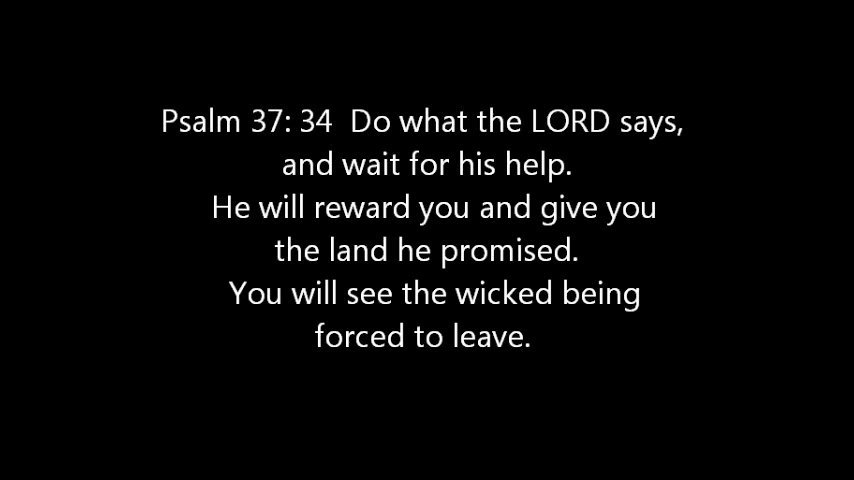 Psalm 37: 34  Do what the LORD says,
and wait for his help.
He will reward you and give you
the land he promised.
You will see the wicked being
forced to leave.